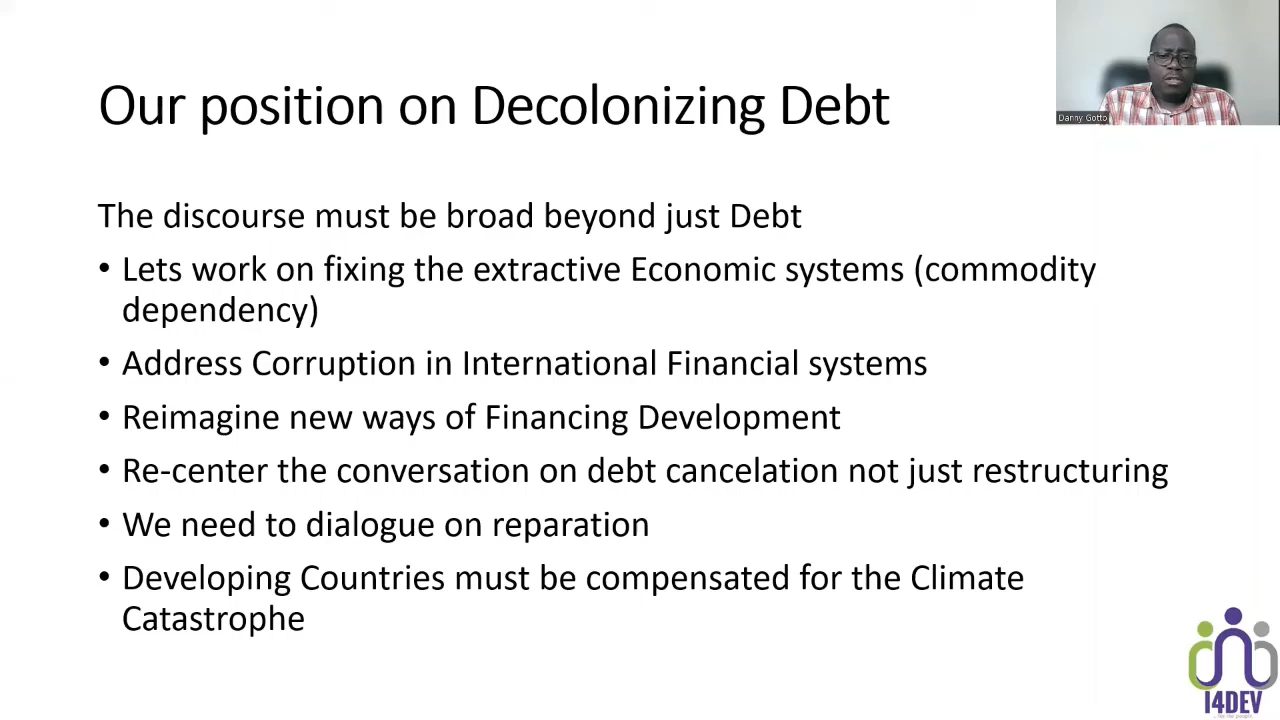 Our position on Decolonizing Debt
Danny Gotto
The discourse must be broad beyond just Debt
• Lets work on fixing the extractive Economic systems (commodity
dependency)
• Address Corruption in International Financial systems
• Reimagine new ways of Financing Development
• Re-center the conversation on debt cancelation not just restructuring
• We need to dialogue on reparation
• Developing Countries must be compensated for the Climate
Catastrophe
I4DEV